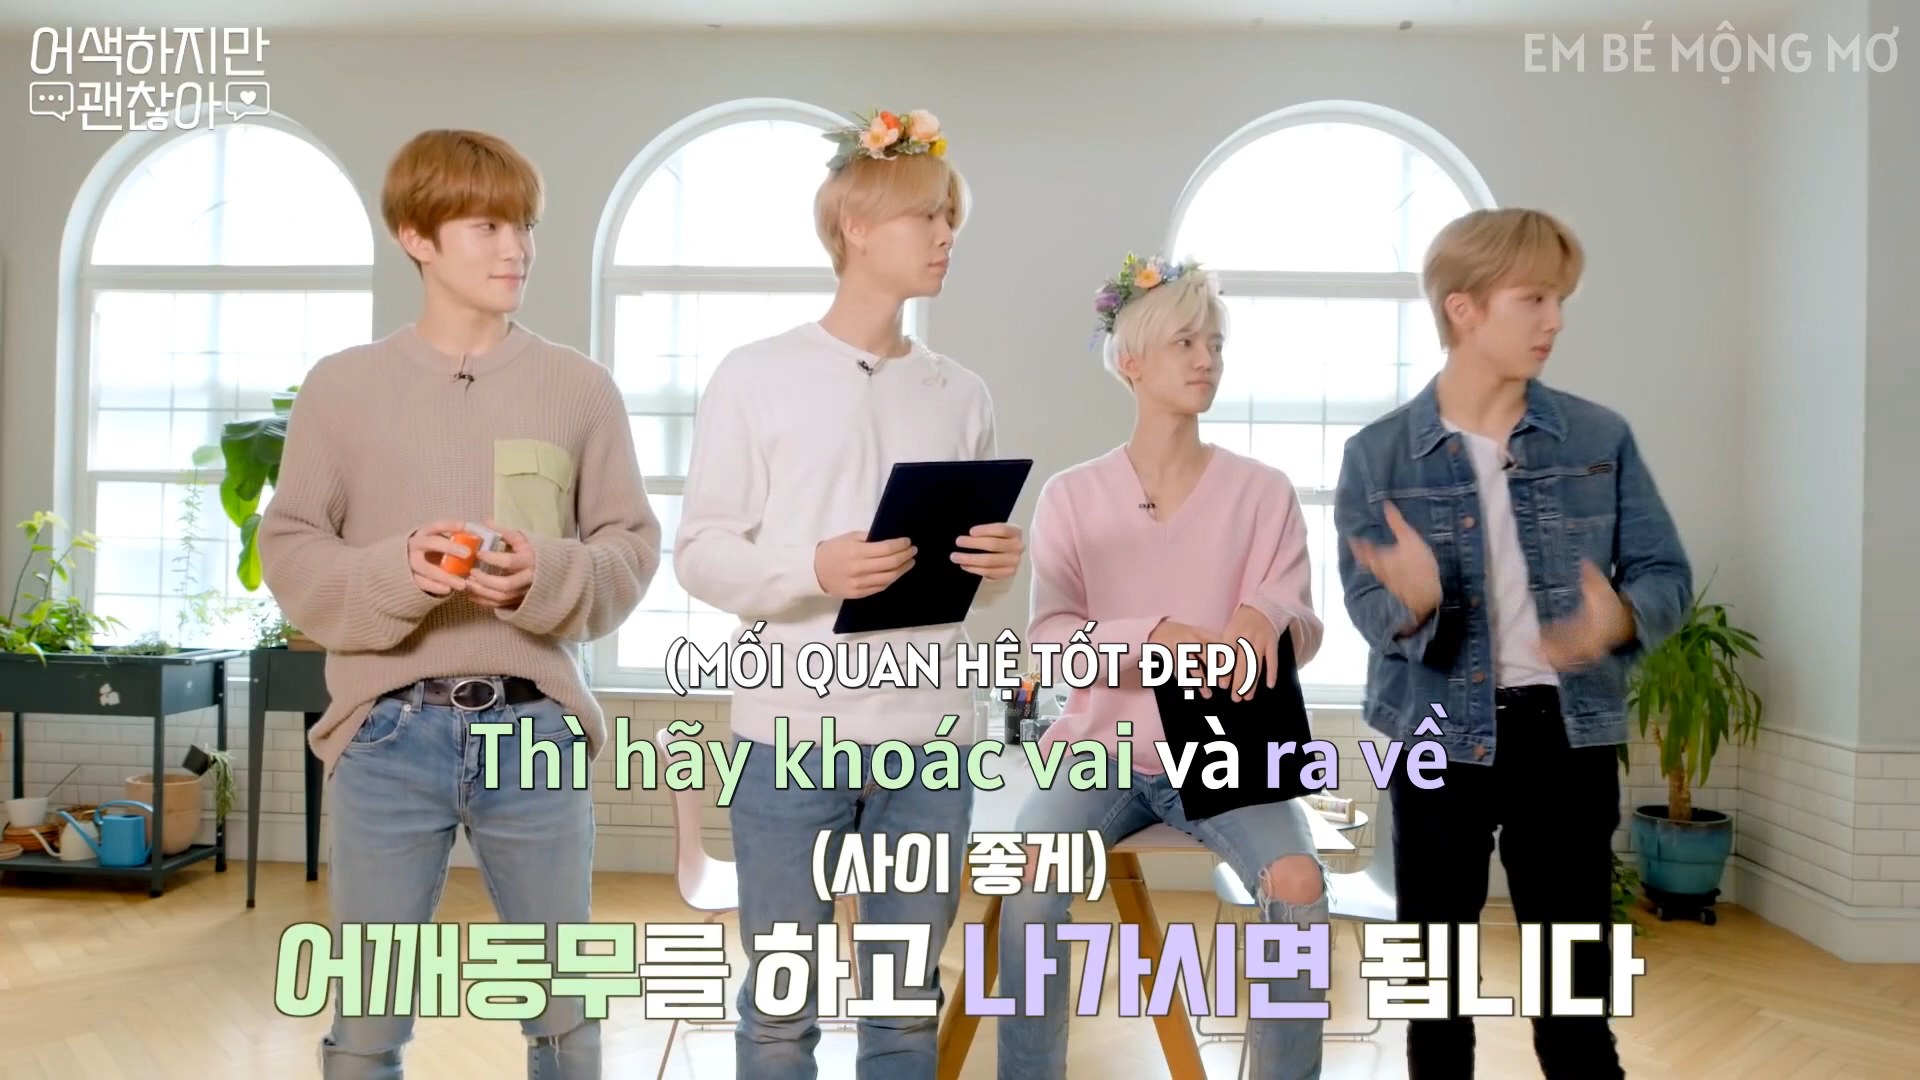 어색하지만
괜찮아
EM BÉ MỘNG MƠ
(MỐI QUAN HỆ TỐT ĐẸP)
Thì hãy khoác vai và ra về
(사이 좋게)
어깨동무를 하고 나가시면 됩니다